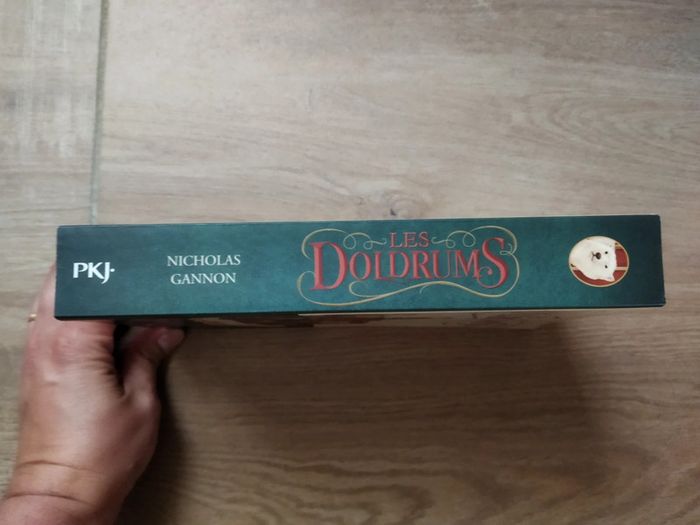 PKJ.
NICHOLAS
GANNON
LES
DOLDRUMS